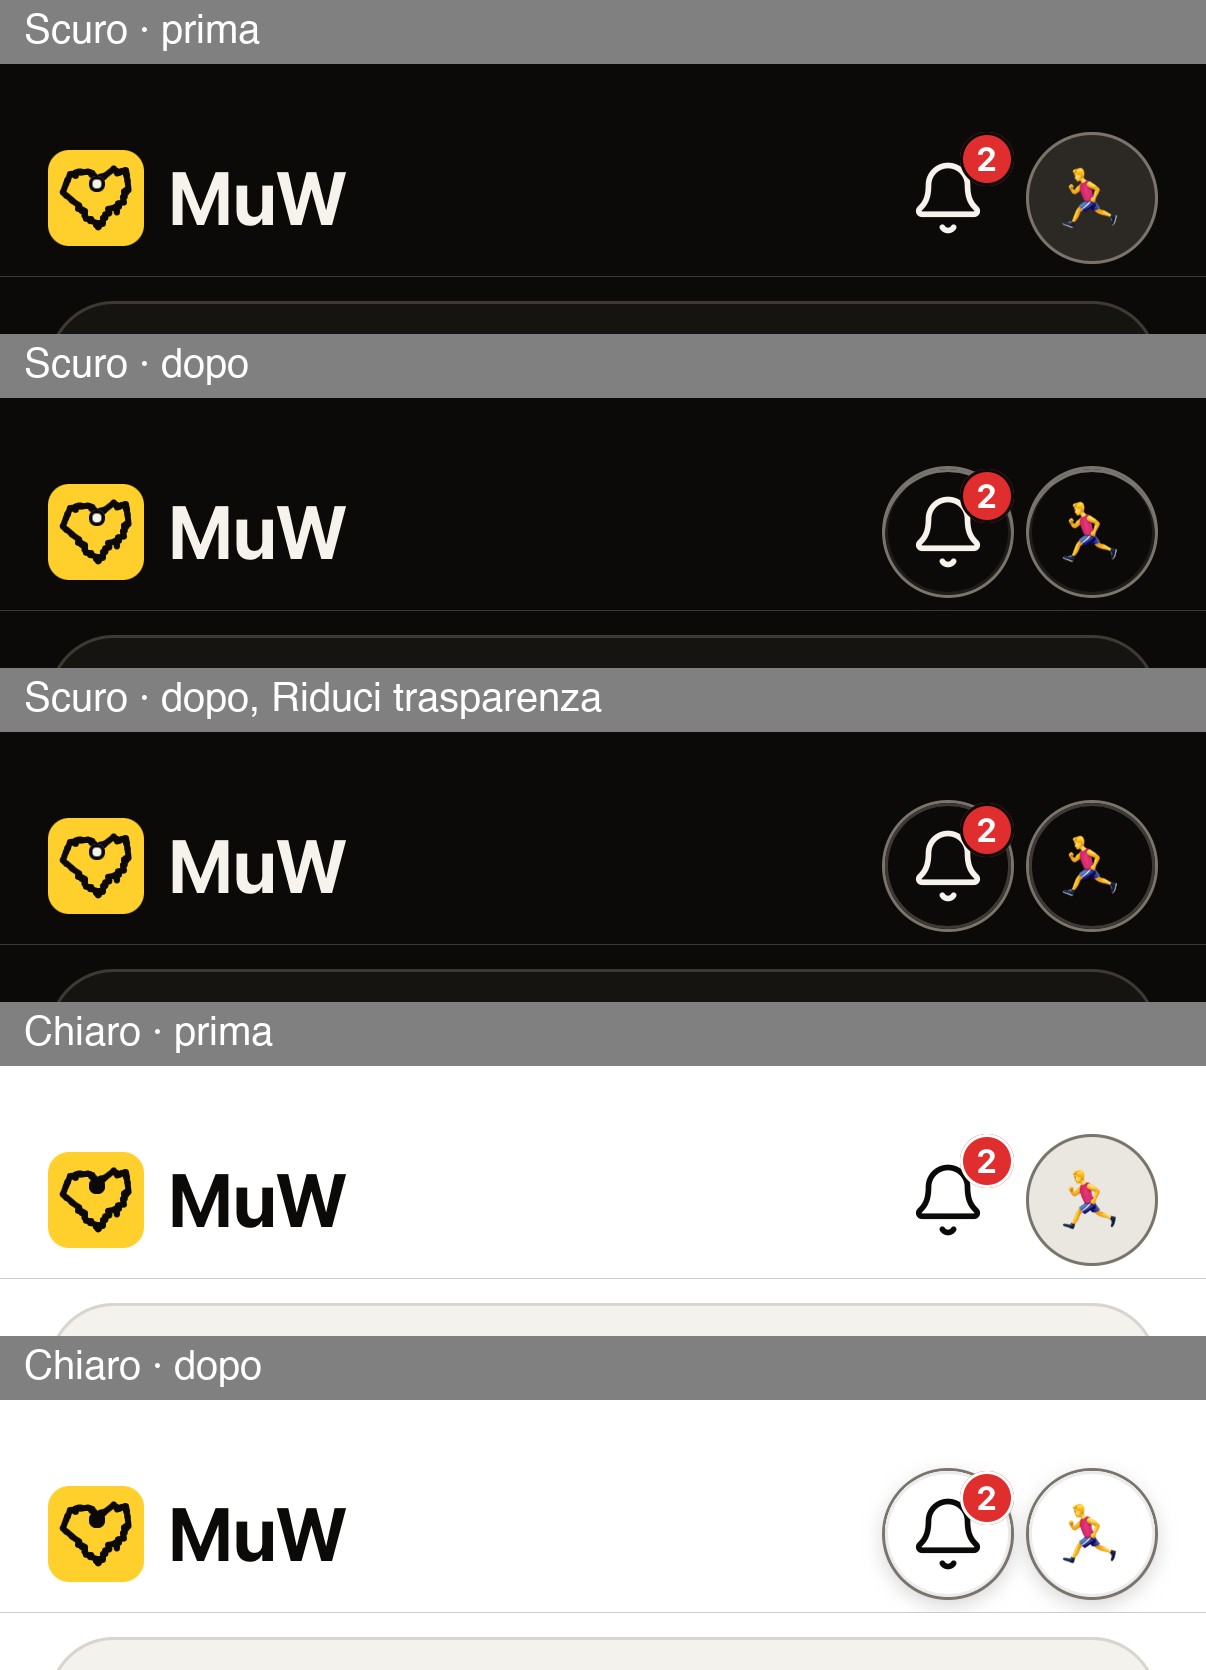 Scuro · prima
MuW
2
Scuro · dopo
MuW
2
Scuro · dopo, Riduci trasparenza
MuW
2
Chiaro · prima
MuW
2
Chiaro · dopo
MuW
2